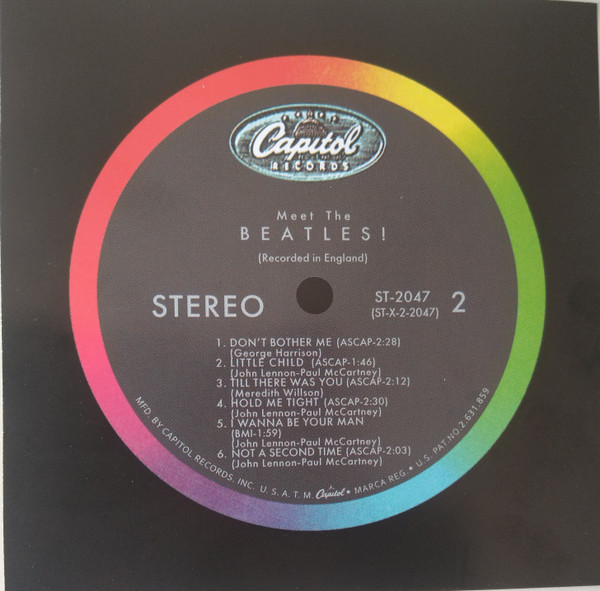 Capitol
RECORDS
Meet The
BEATLES!
(Recorded in England)
STEREO
ST-2047
(ST-X-2-2047)
2
1. DON'T BOTHER ME (ASCAP-2:28)
(George Harrison)
2. LITTLE CHILD (ASCAP-1:46)
(John Lennon-Paul McCartney)
3. TILL THERE WAS YOU (ASCAP-2:12)
(Meredith Willson)
4. HOLD ME TIGHT (ASCAP-2:30)
(John Lennon-Paul McCartney)
5. I WANNA BE YOUR MAN
(BMI-1:59)
(John Lennon-Paul McCartney)
6. NOT A SECOND TIME (ASCAP-2:03)
(John Lennon-Paul McCartney)
MFD. BY CAPITOL RECORDS, INC. U.S.A. T.M. Capitol • MARCA REG. • U.S. PAT. NO. 2,631,859